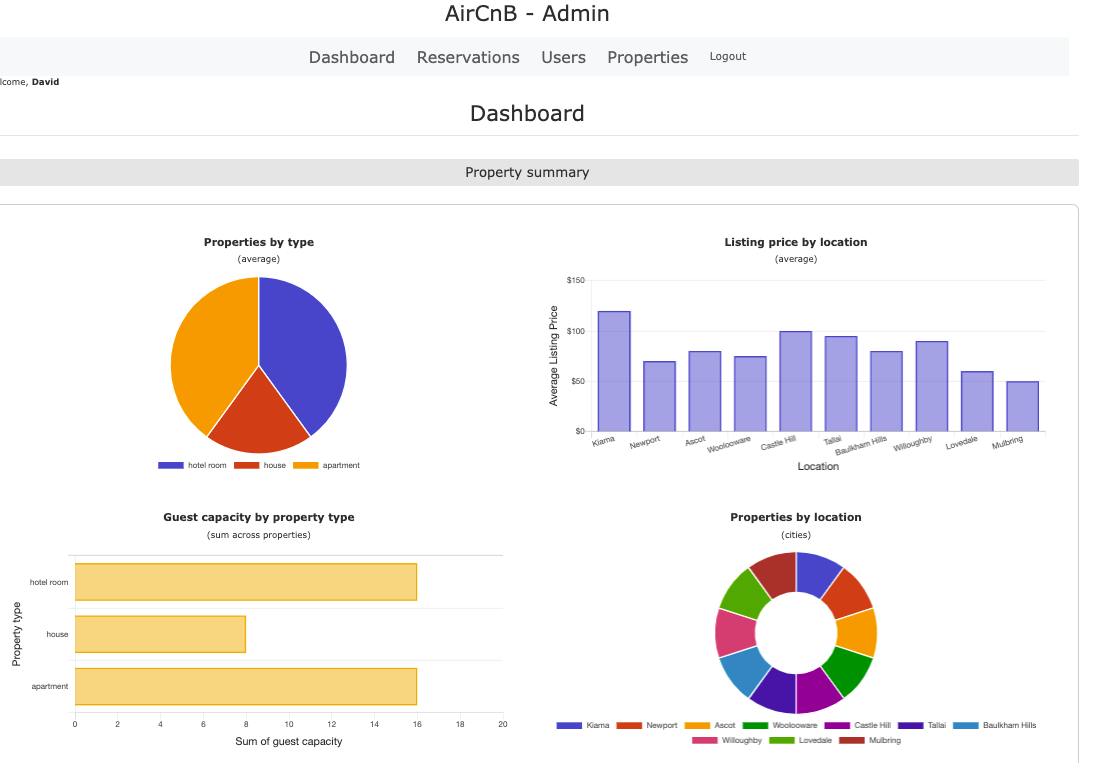 AirCnB - Admin
Dashboard Reservations Users Properties Logout
lcome, David
Dashboard
Property summary
Properties by type
(average)
hotel room house apartment
Listing price by location
(average)
Average Listing Price
$150
$100
$50
$0
Kiama Newport Ascot Woolooware Castle Hill Tallai Baulkham Hills Willoughby Lovedale Mulbring
Location
Guest capacity by property type
(sum across properties)
Property type
hotel room
house
apartment
0 2 4 6 8 10 12 14 16 18 20
Sum of guest capacity
Properties by location
(cities)
Kiama Newport Ascot Woolooware Castle Hill Tallai Baulkham Hills
Willoughby Lovedale Mulbring